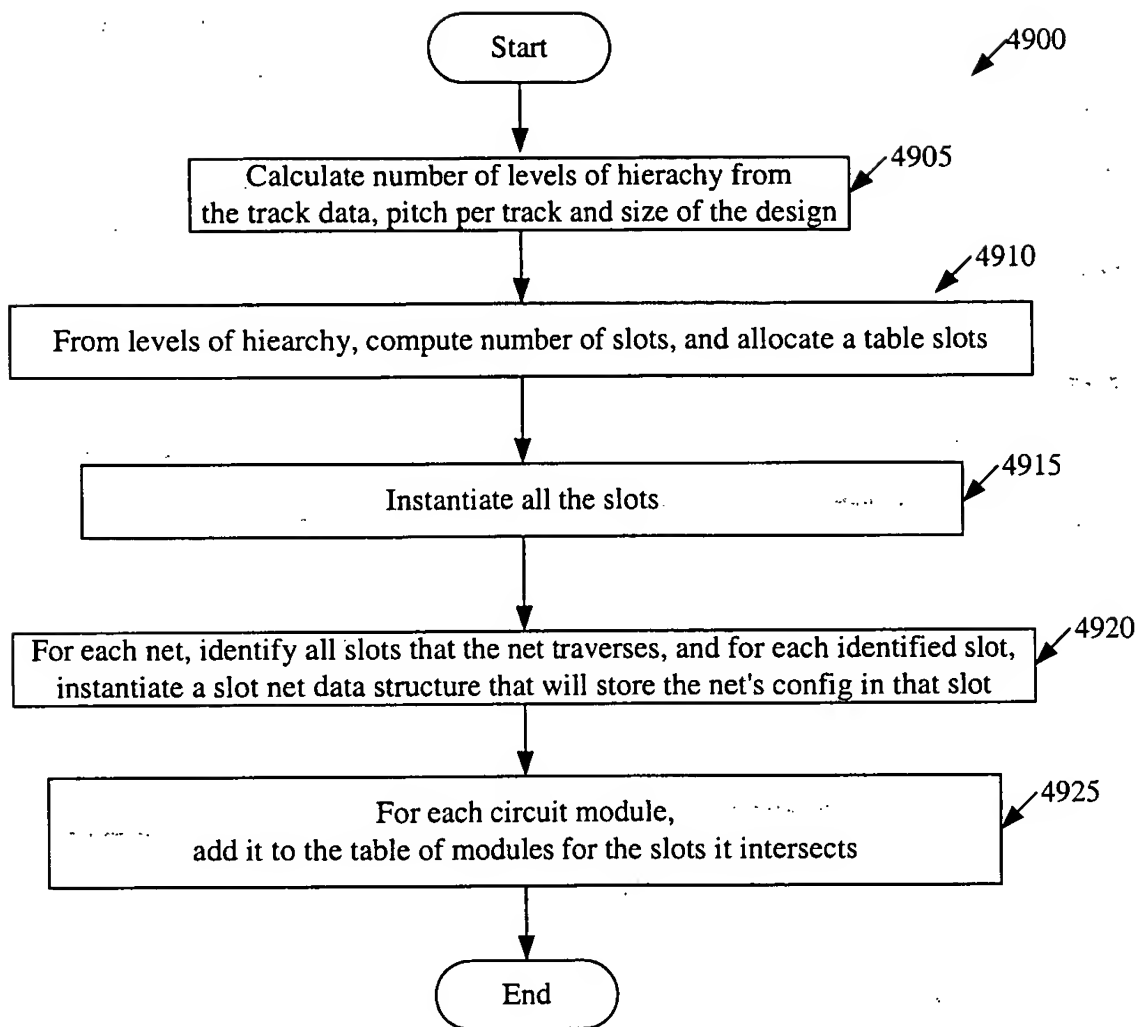 Start
4900
4905
Calculate number of levels of hierachy from
the track data, pitch per track and size of the design
4910
From levels of hiearchy, compute number of slots, and allocate a table slots
4915
Instantiate all the slots
4920
For each net, identify all slots that the net traverses, and for each identified slot,
instantiate a slot net data structure that will store the net's config in that slot
4925
For each circuit module,
add it to the table of modules for the slots it intersects
End